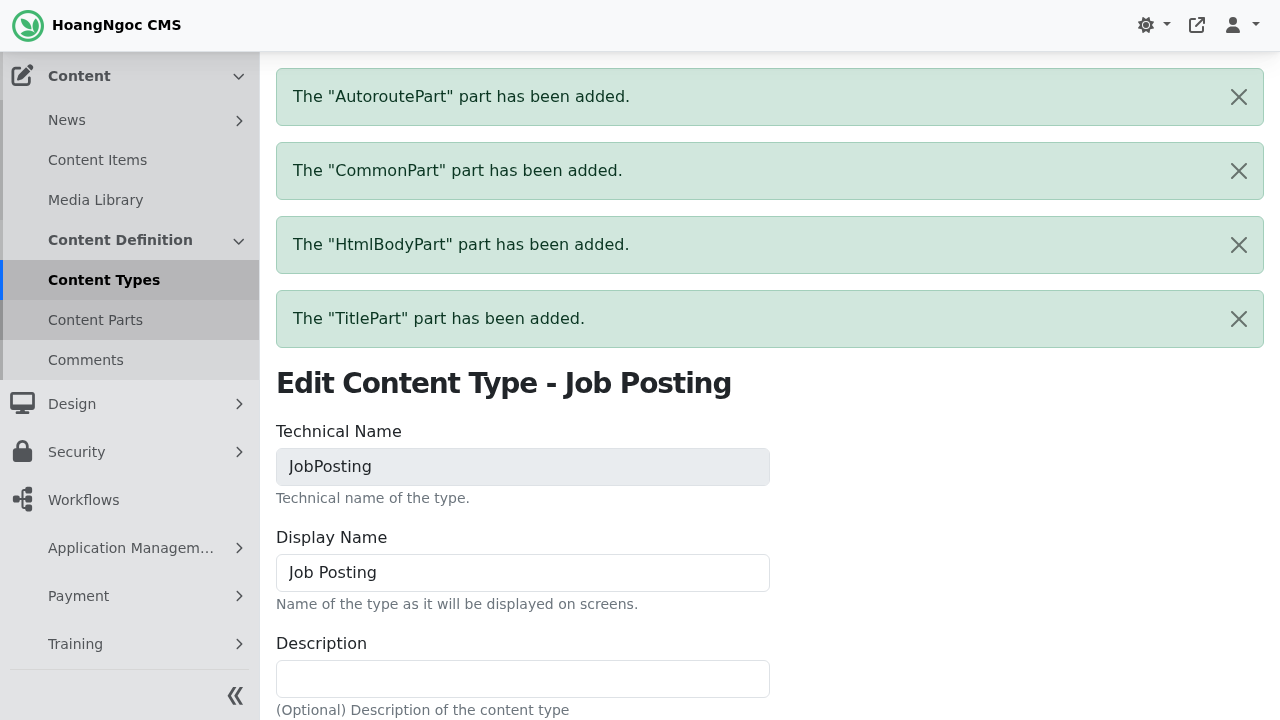 HoangNgoc CMS
Content
News
Content Items
Media Library
Content Definition
Content Types
Content Parts
Comments
Design
Security
Workflows
Application Managem...
Payment
Training
The "AutoroutePart" part has been added.
The "CommonPart" part has been added.
The "HtmlBodyPart" part has been added.
The "TitlePart" part has been added.
Edit Content Type - Job Posting
Technical Name
JobPosting
Technical name of the type.
Display Name
Job Posting
Name of the type as it will be displayed on screens.
Description
(Optional) Description of the content type